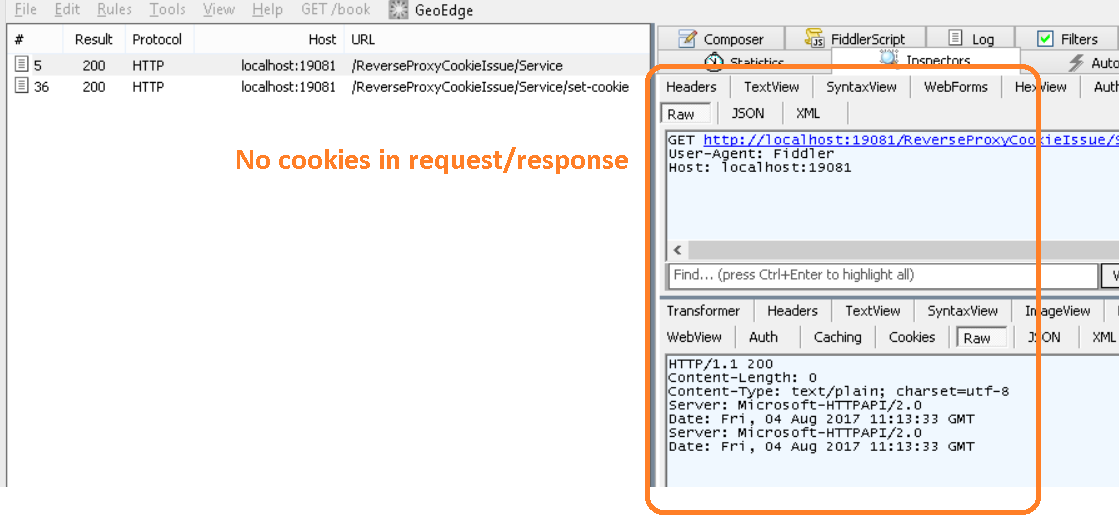 File Edit Rules Tools View Help GET /book GeoEdge
# Result Protocol Host URL
5 200 HTTP localhost:19081 /ReverseProxyCookieIssue/Service
36 200 HTTP localhost:19081 /ReverseProxyCookieIssue/Service/set-cookie
No cookies in request/response
Composer FiddlerScript Log Filters
Statistics Inspectors Auto
Headers TextView SyntaxView WebForms HexView Auth
Raw JSON XML
GET http://localhost:19081/ReverseProxyCookieIssue/S
User-Agent: Fiddler
Host: localhost:19081
Find... (press Ctrl+Enter to highlight all)
Transformer Headers TextView SyntaxView ImageView
WebView Auth Caching Cookies Raw JSON XML
HTTP/1.1 200
Content-Length: 0
Content-Type: text/plain; charset=utf-8
Server: Microsoft-HTTPAPI/2.0
Date: Fri, 04 Aug 2017 11:13:33 GMT
Server: Microsoft-HTTPAPI/2.0
Date: Fri, 04 Aug 2017 11:13:33 GMT